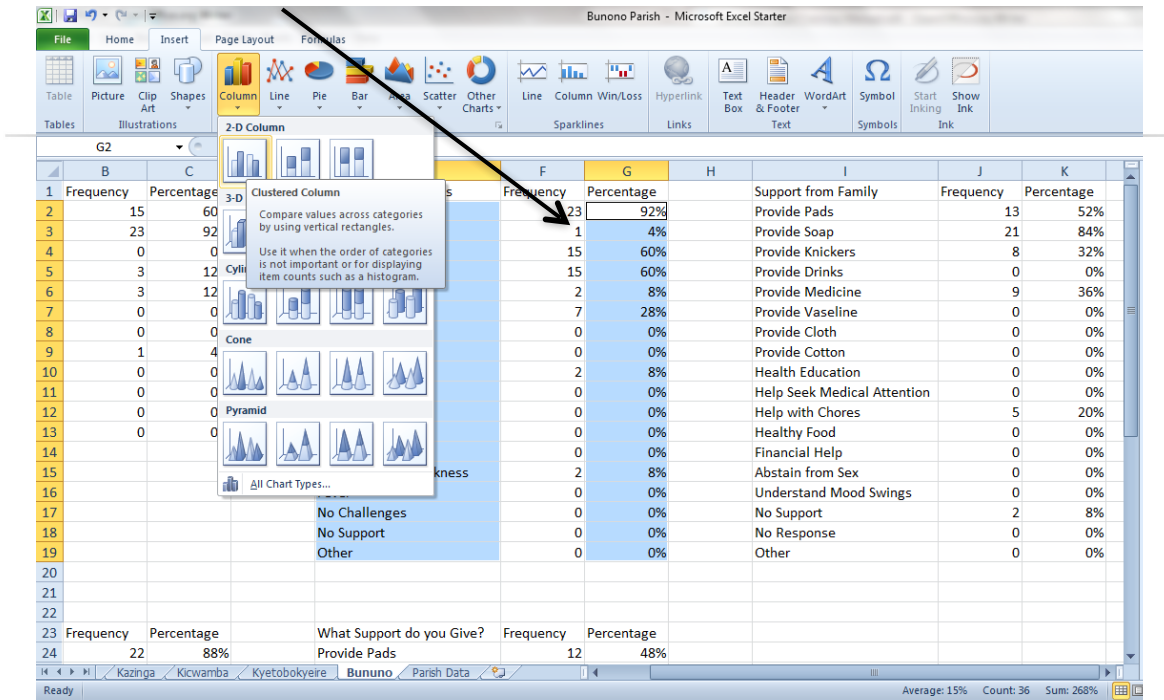 Bunono Parish - Microsoft Excel Starter
File Home Insert Page Layout Formulas
Table Picture Clip Art Shapes Column Line Pie Bar Area Scatter Other Charts Line Column Win/Loss Hyperlink Text Box Header & Footer WordArt Symbol Start Inking Show Ink
Tables Illustrations Sparklines Links Text Symbols Ink
G2
2-D Column
3-D
Clustered Column
Compare values across categories
by using vertical rectangles.
Use it when the order of categories
is not important or for displaying
item counts such as a histogram.
Cone
Pyramid
All Chart Types...
B C F G H I J K
1 Frequency Percentage Frequency Percentage Support from Family Frequency Percentage
2 15 60 23 92% Provide Pads 13 52%
3 23 92 1 4% Provide Soap 21 84%
4 0 0 15 60% Provide Knickers 8 32%
5 3 12 15 60% Provide Drinks 0 0%
6 3 12 2 8% Provide Medicine 9 36%
7 0 0 7 28% Provide Vaseline 0 0%
8 0 0 0 0% Provide Cloth 0 0%
9 1 4 0 0% Provide Cotton 0 0%
10 0 0 2 8% Health Education 0 0%
11 0 0 0 0% Help Seek Medical Attention 0 0%
12 0 0 0 0% Help with Chores 5 20%
13 0 0 0 0% Healthy Food 0 0%
14 0 0% Financial Help 0 0%
15 kness 2 8% Abstain from Sex 0 0%
16 0 0% Understand Mood Swings 0 0%
17 No Challenges 0 0% No Support 2 8%
18 No Support 0 0% No Response 0 0%
19 Other 0 0% Other 0 0%
20
21
22
23 Frequency Percentage What Support do you Give? Frequency Percentage
24 22 88% Provide Pads 12 48%
Kazinga Kicwamba Kyetobokyeire Bunono Parish Data
Ready Average: 15% Count: 36 Sum: 268%